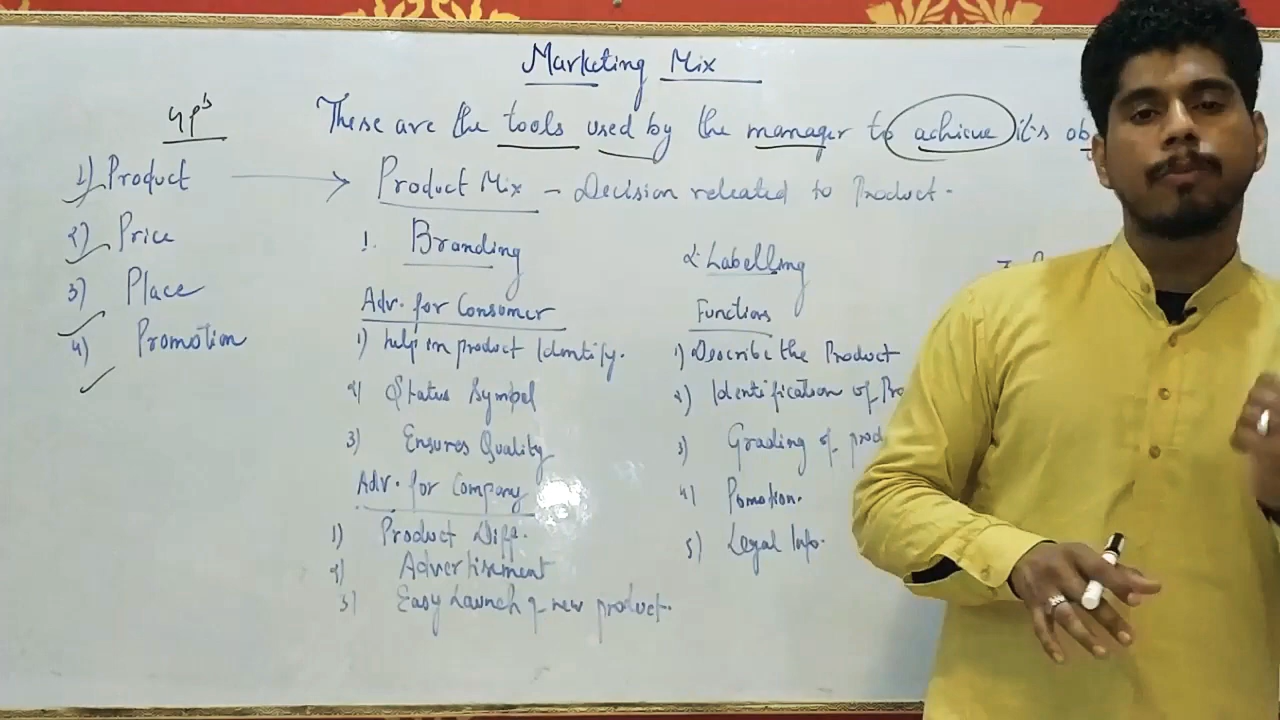 Marketing Mix
4p's
These are the tools used by the manager to achieve it's ob
1) Product → Product Mix - Decision releated to Product.
2) Price
3) Place
4) Promotion
1. Branding
Adv. for Consumer
1) help in product Identify.
2) Status Sympol
3) Ensures Quality
Adv. for Company
1) Product Diff.
2) Advertisement
3) Easy Launch of new product.
2. Labelling
Functions
1) Describe the Product
2) Identification of Pro
3) Grading of prod
4) Pomotion.
5) Legal Info.